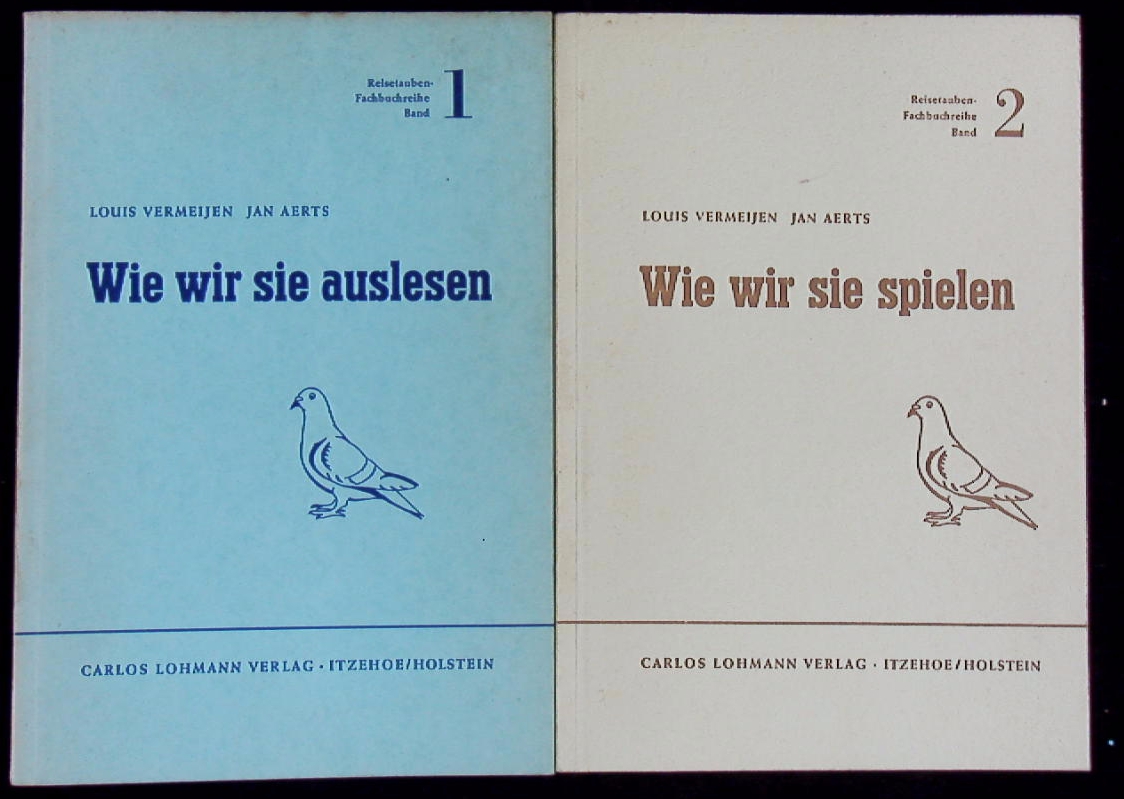 Reisetauben-
Fachbuchreihe
Band 1
LOUIS VERMEIJEN JAN AERTS
Wie wir sie auslesen
CARLOS LOHMANN VERLAG · ITZEHOE/HOLSTEIN
Reisetauben-
Fachbuchreihe
Band 2
LOUIS VERMEIJEN JAN AERTS
Wie wir sie spielen
CARLOS LOHMANN VERLAG · ITZEHOE/HOLSTEIN